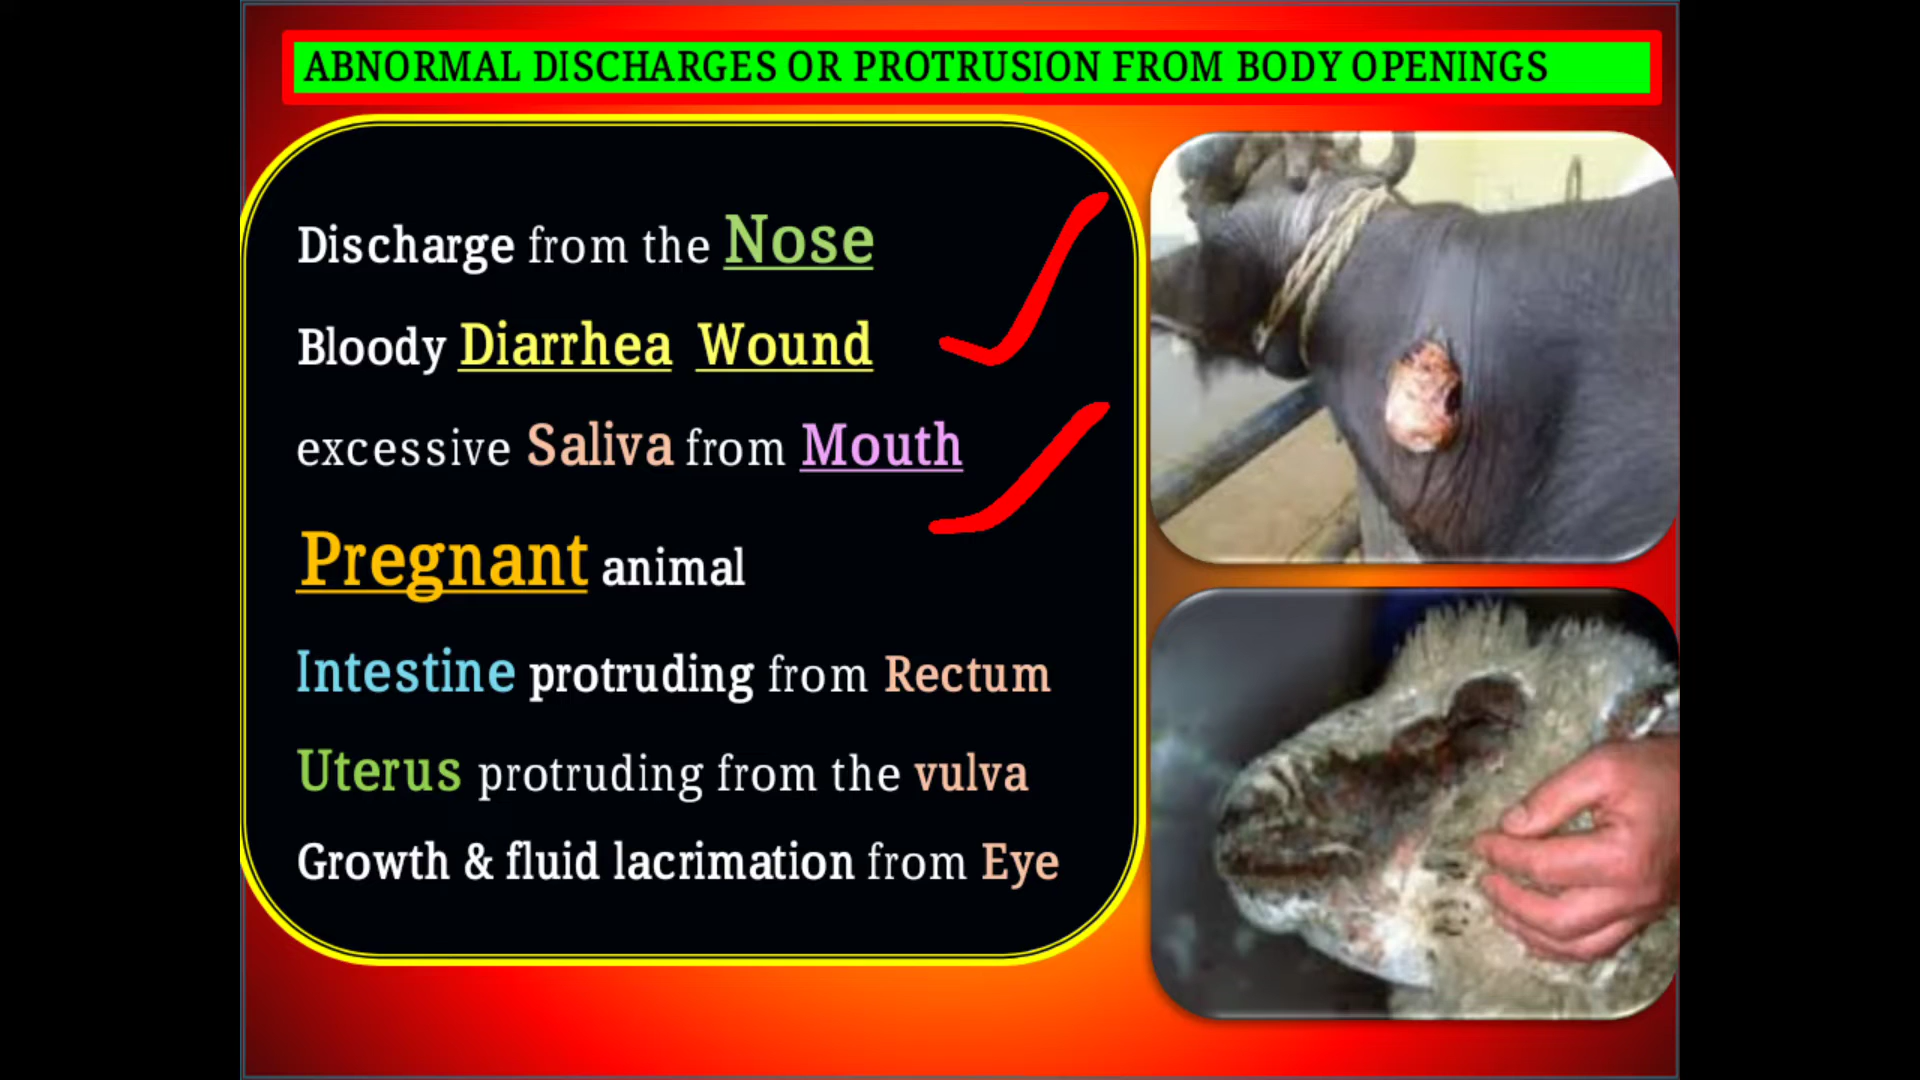 ABNORMAL DISCHARGES OR PROTRUSION FROM BODY OPENINGS
Discharge from the Nose
Bloody Diarrhea Wound
excessive Saliva from Mouth
Pregnant animal
Intestine protruding from Rectum
Uterus protruding from the vulva
Growth & fluid lacrimation from Eye